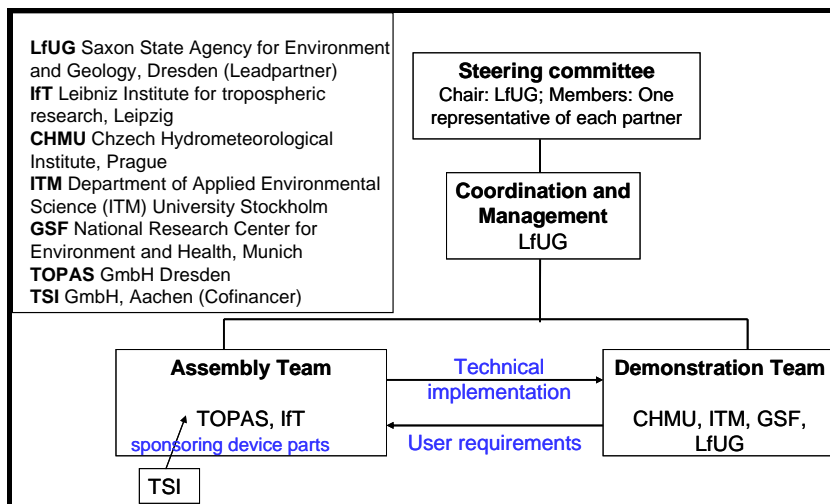 LfUG Saxon State Agency for Environment
and Geology, Dresden (Leadpartner)
IfT Leibniz Institute for tropospheric
research, Leipzig
CHMU Chzech Hydrometeorological
Institute, Prague
ITM Department of Applied Environmental
Science (ITM) University Stockholm
GSF National Research Center for
Environment and Health, Munich
TOPAS GmbH Dresden
TSI GmbH, Aachen (Cofinancer)
Steering committee
Chair: LfUG; Members: One
representative of each partner
Coordination and
Management
LfUG
Assembly Team
TOPAS, IfT
sponsoring device parts
TSI
Technical
implementation
User requirements
Demonstration Team
CHMU, ITM, GSF,
LfUG